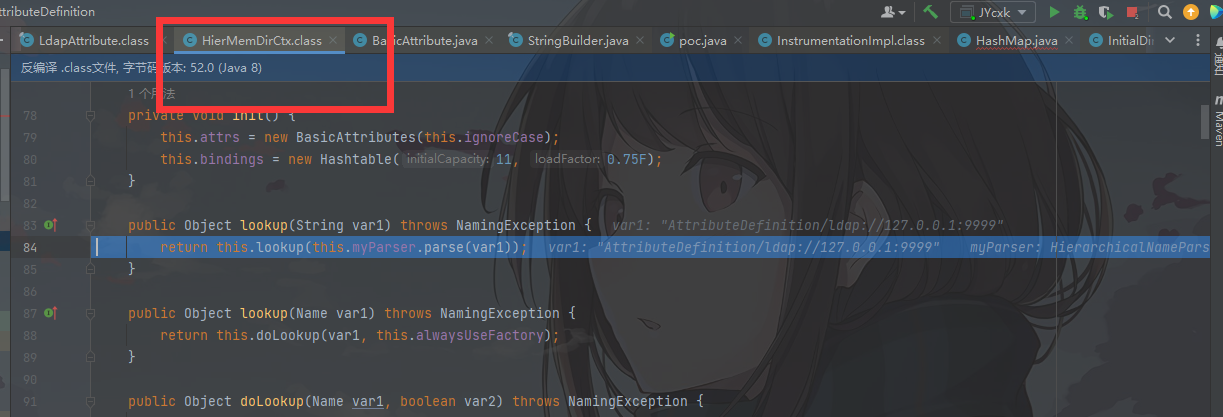 ttributeDefinition
JYcxk
LdapAttribute.class HierMemDirCtx.class BasicAttribute.java StringBuilder.java poc.java InstrumentationImpl.class HashMap.java InitialDi
反编译 .class文件, 字节码版本: 52.0 (Java 8)
1 个用法
78 private void init() {
79 this.attrs = new BasicAttributes(this.ignoreCase);
80 this.bindings = new Hashtable( initialCapacity: 11, loadFactor: 0.75F);
81 }
82
83 public Object lookup(String var1) throws NamingException { var1: "AttributeDefinition/ldap://127.0.0.1:9999"
84 return this.lookup(this.myParser.parse(var1)); var1: "AttributeDefinition/ldap://127.0.0.1:9999" myParser: HierarchicalNamePars
85 }
86
87 public Object lookup(Name var1) throws NamingException {
88 return this.doLookup(var1, this.alwaysUseFactory);
89 }
90
91 public Object doLookup(Name var1, boolean var2) throws NamingException {
通知
Maven